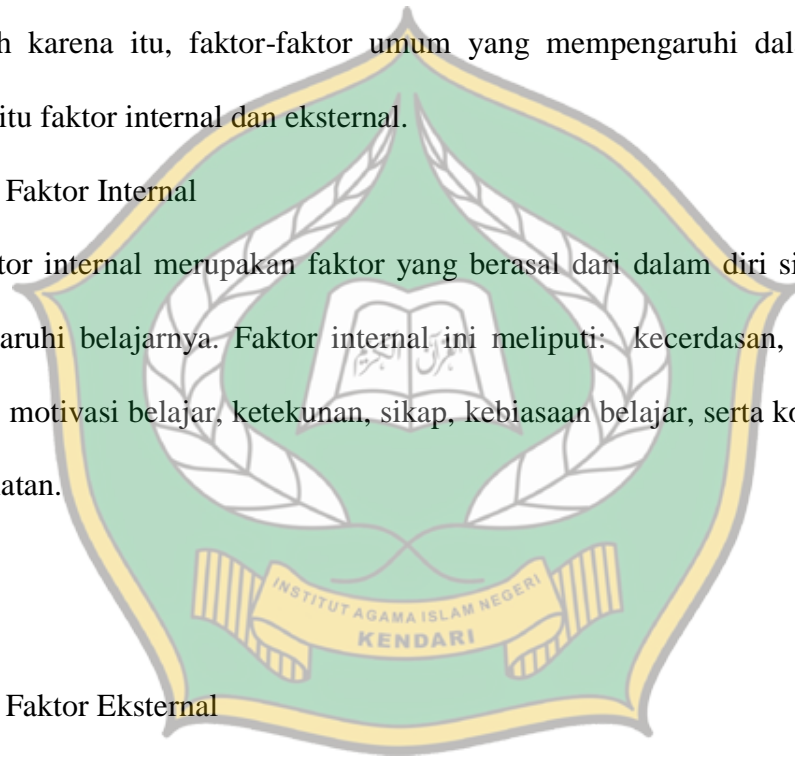 h karena itu, faktor-faktor umum yang mempengaruhi dal
itu faktor internal dan eksternal.
Faktor Internal
tor internal merupakan faktor yang berasal dari dalam diri si
aruhi belajarnya. Faktor internal ini meliputi: kecerdasan,
motivasi belajar, ketekunan, sikap, kebiasaan belajar, serta ko
atan.
القرآن الكريم
INSTITUT AGAMA ISLAM NEGERI
KENDARI
Faktor Eksternal